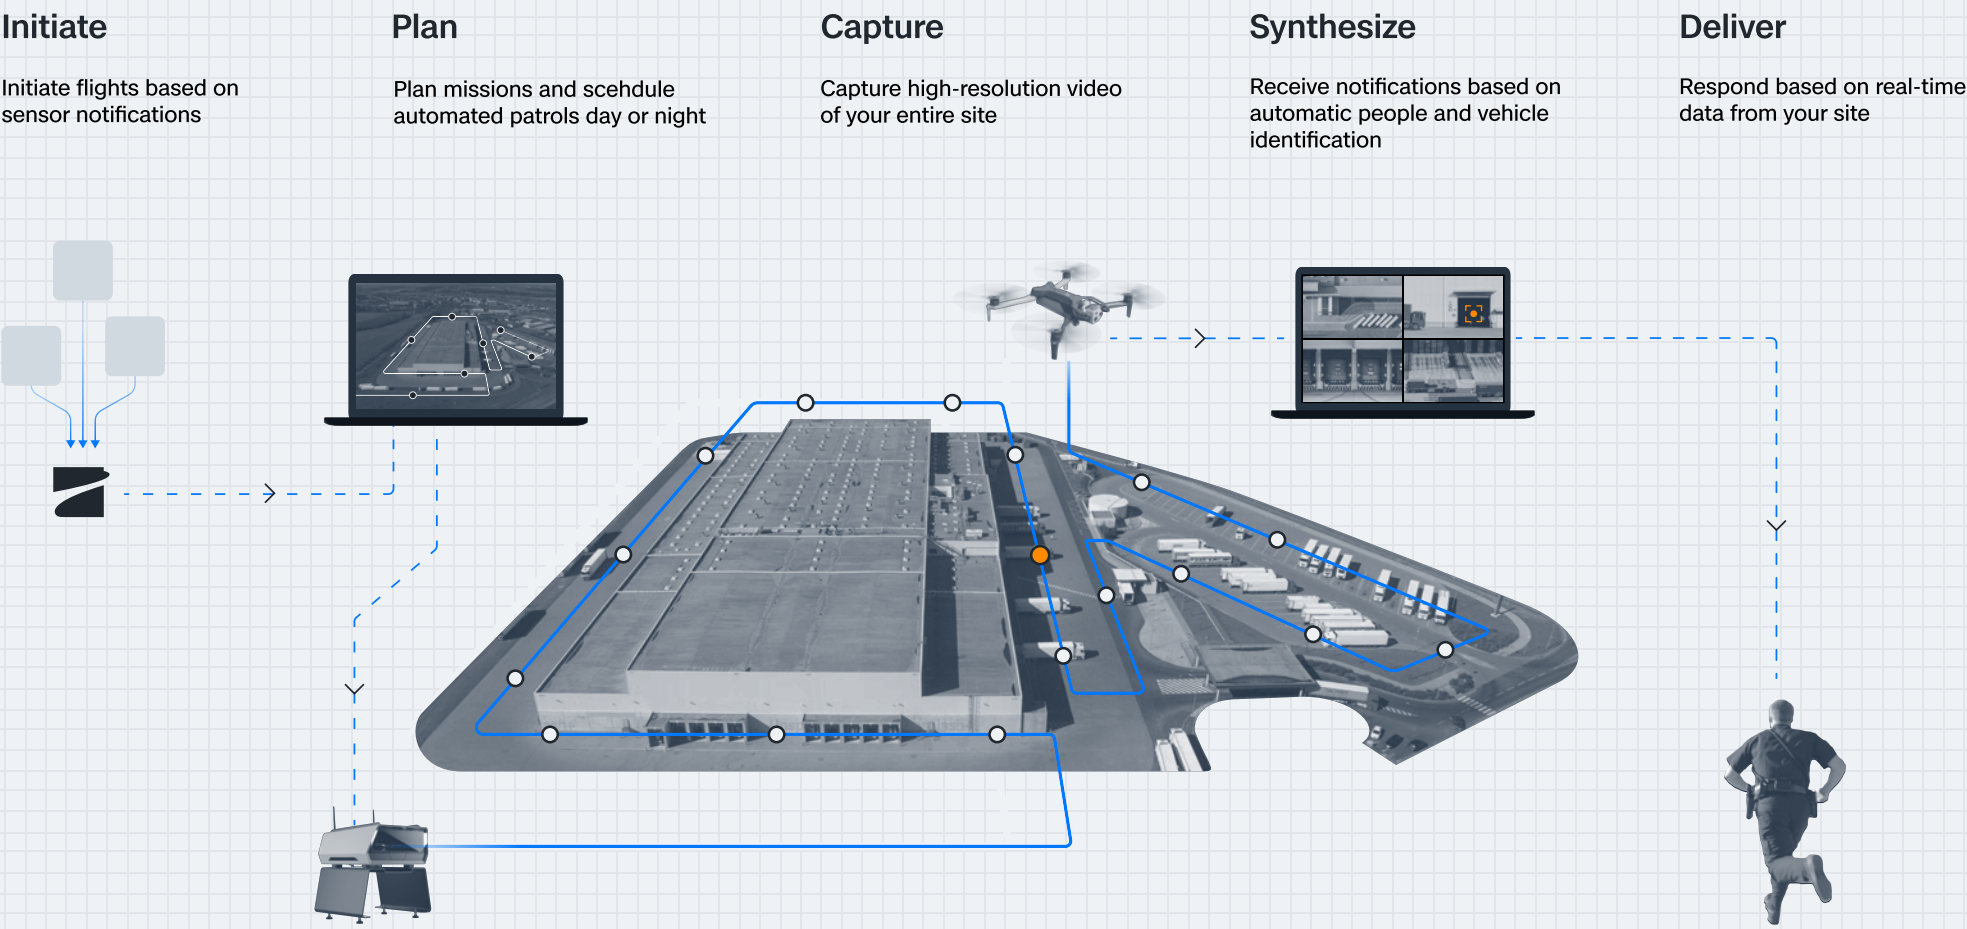 Initiate
Initiate flights based on
sensor notifications
Plan
Plan missions and scehdule
automated patrols day or night
Capture
Capture high-resolution video
of your entire site
Synthesize
Receive notifications based on
automatic people and vehicle
identification
Deliver
Respond based on real-time
data from your site